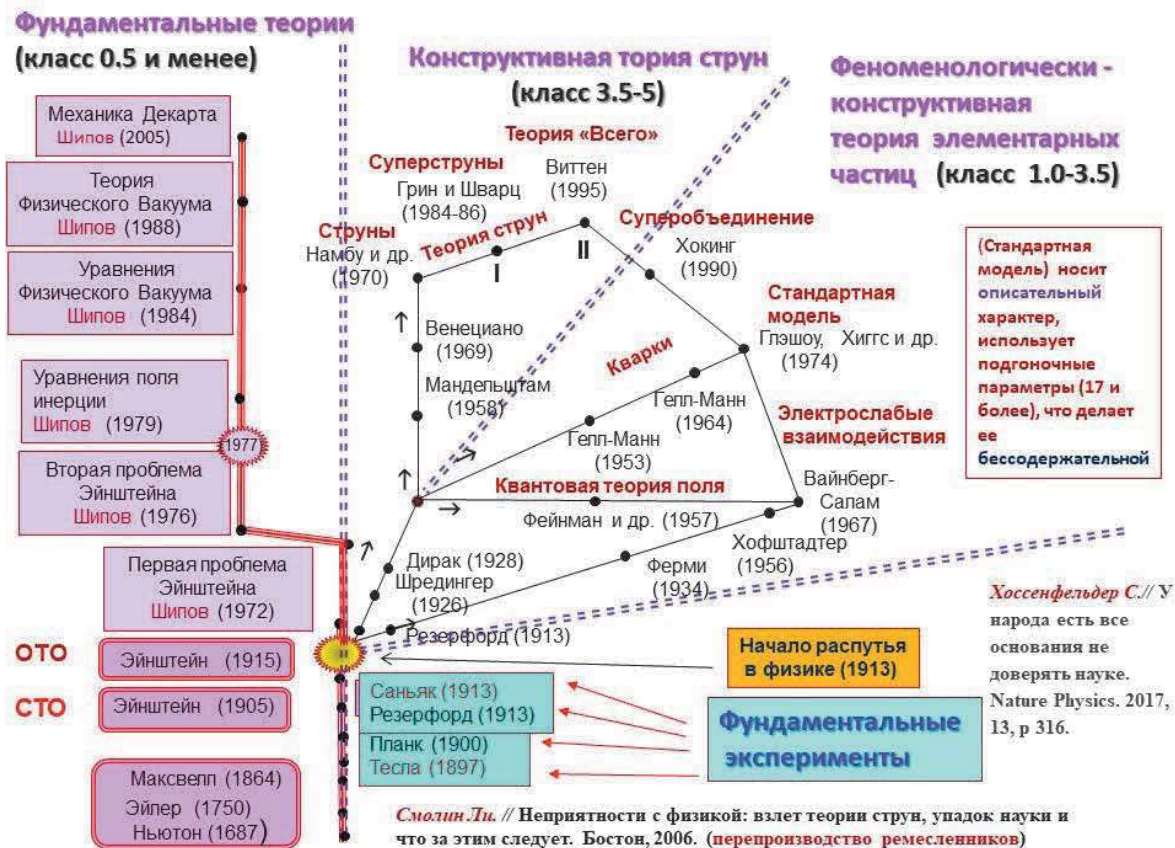 Фундаментальные теории
(класс 0.5 и менее)
Механика Декарта
Шипов (2005)
Теория
Физического Вакуума
Шипов (1988)
Уравнения
Физического Вакуума
Шипов (1984)
Уравнения поля
инерции
Шипов (1979)
1977
Вторая проблема
Эйнштейна
Шипов (1976)
Первая проблема
Эйнштейна
Шипов (1972)
ОТО
Эйнштейн (1915)
СТО
Эйнштейн (1905)
Максвелл (1864)
Эйлер (1750)
Ньютон (1687)
Конструктивная тория струн
(класс 3.5-5)
Теория «Всего»
Виттен
(1995)
Суперструны
Грин и Шварц
(1984-86)
Струны
Намбу и др.
(1970)
Теория струн
I
II
Суперобъединение
Хокинг
(1990)
Венециано
(1969)
Мандельштам
(1958)
Кварки
Стандартная
модель
Глэшоу, Хиггс и др.
(1974)
Гелл-Манн
(1964)
Гелл-Манн
(1953)
Электрослабые
взаимодействия
Квантовая теория поля
Фейнман и др. (1957)
Вайнберг-
Салам
(1967)
Хофштадтер
(1956)
Ферми
(1934)
Дирак (1928)
Шредингер
(1926)
Резерфорд (1913)
Феноменологически -
конструктивная
теория элементарных
частиц (класс 1.0-3.5)
(Стандартная
модель) носит
описательный
характер,
использует
подгоночные
параметры (17 и
более), что делает
ее
бессодержательной
Начало распутья
в физике (1913)
Саньяк (1913)
Резерфорд (1913)
Планк (1900)
Тесла (1897)
Фундаментальные
эксперименты
Хоссенфельдер С.// У
народа есть все
основания не
доверять науке.
Nature Physics. 2017,
13, p 316.
Смолин Ли. // Неприятности с физикой: взлет теории струн, упадок науки и
что за этим следует. Бостон, 2006. (перепроизводство ремесленников)